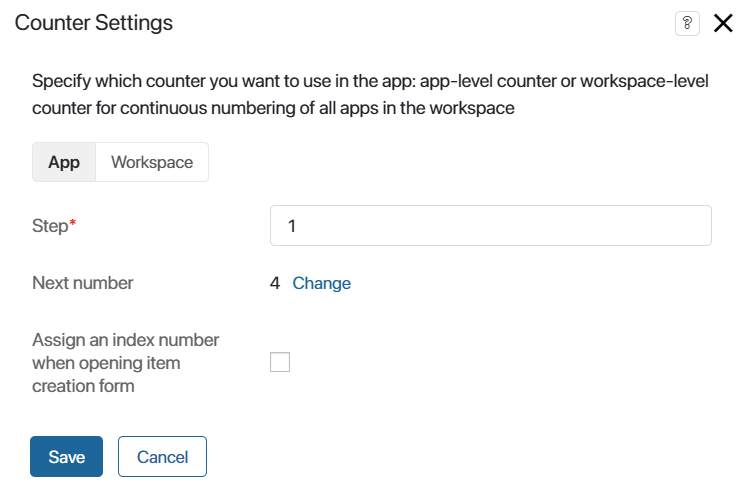 Counter Settings
?
Specify which counter you want to use in the app: app-level counter or workspace-level
counter for continuous numbering of all apps in the workspace
App Workspace
Step* 1
Next number 4 Change
Assign an index number
when opening item
creation form
Save Cancel